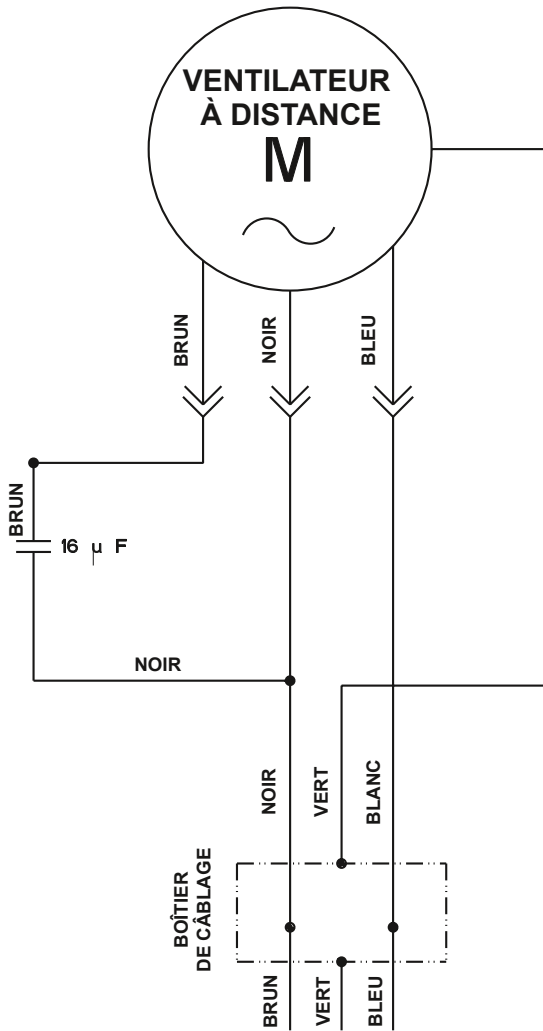 VENTILATEUR
À DISTANCE
M
BRUN
NOIR
BLEU
BRUN
16 µ F
NOIR
NOIR
VERT
BLANC
BOÎTIER
DE CÂBLAGE
BRUN
VERT
BLEU